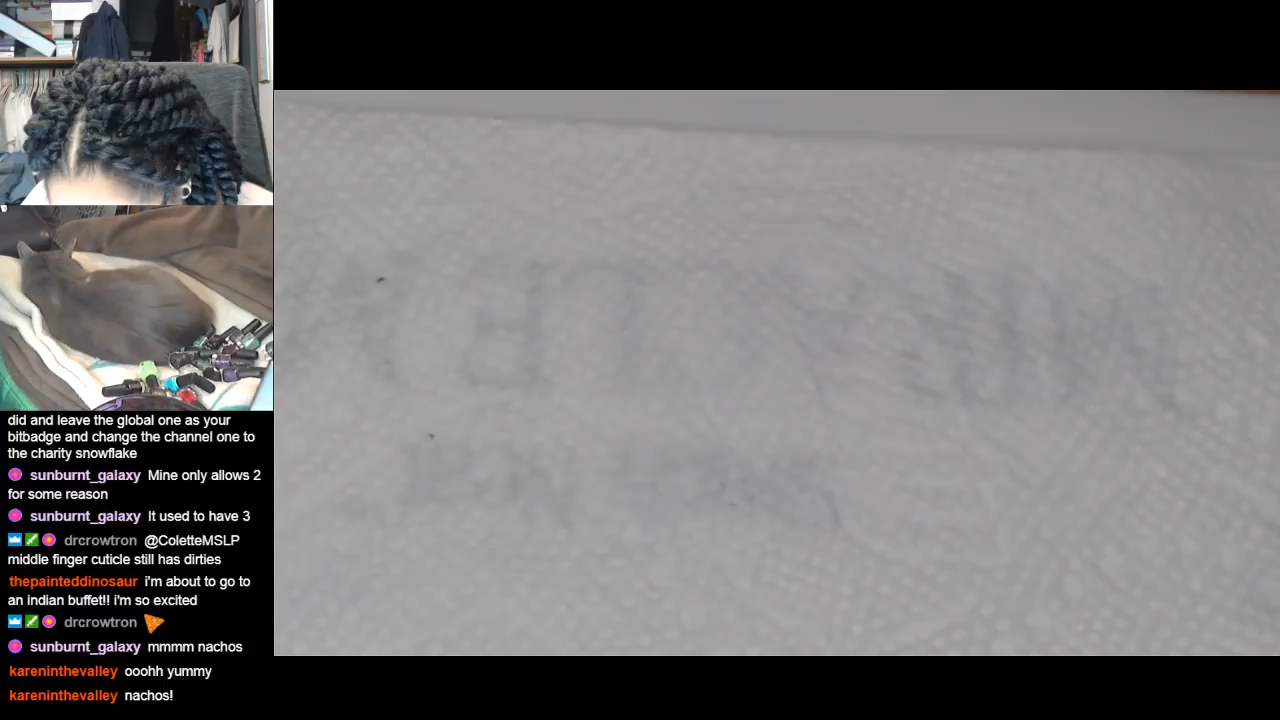 did and leave the global one as your
bitbadge and change the channel one to
the charity snowflake
sunburnt_galaxy Mine only allows 2
for some reason
sunburnt_galaxy It used to have 3
drcrowtron @ColetteMSLP
middle finger cuticle still has dirties
thepainteddinosaur i'm about to go to
an indian buffet!! i'm so excited
drcrowtron
sunburnt_galaxy mmmm nachos
kareninthevalley ooohh yummy
kareninthevalley nachos!